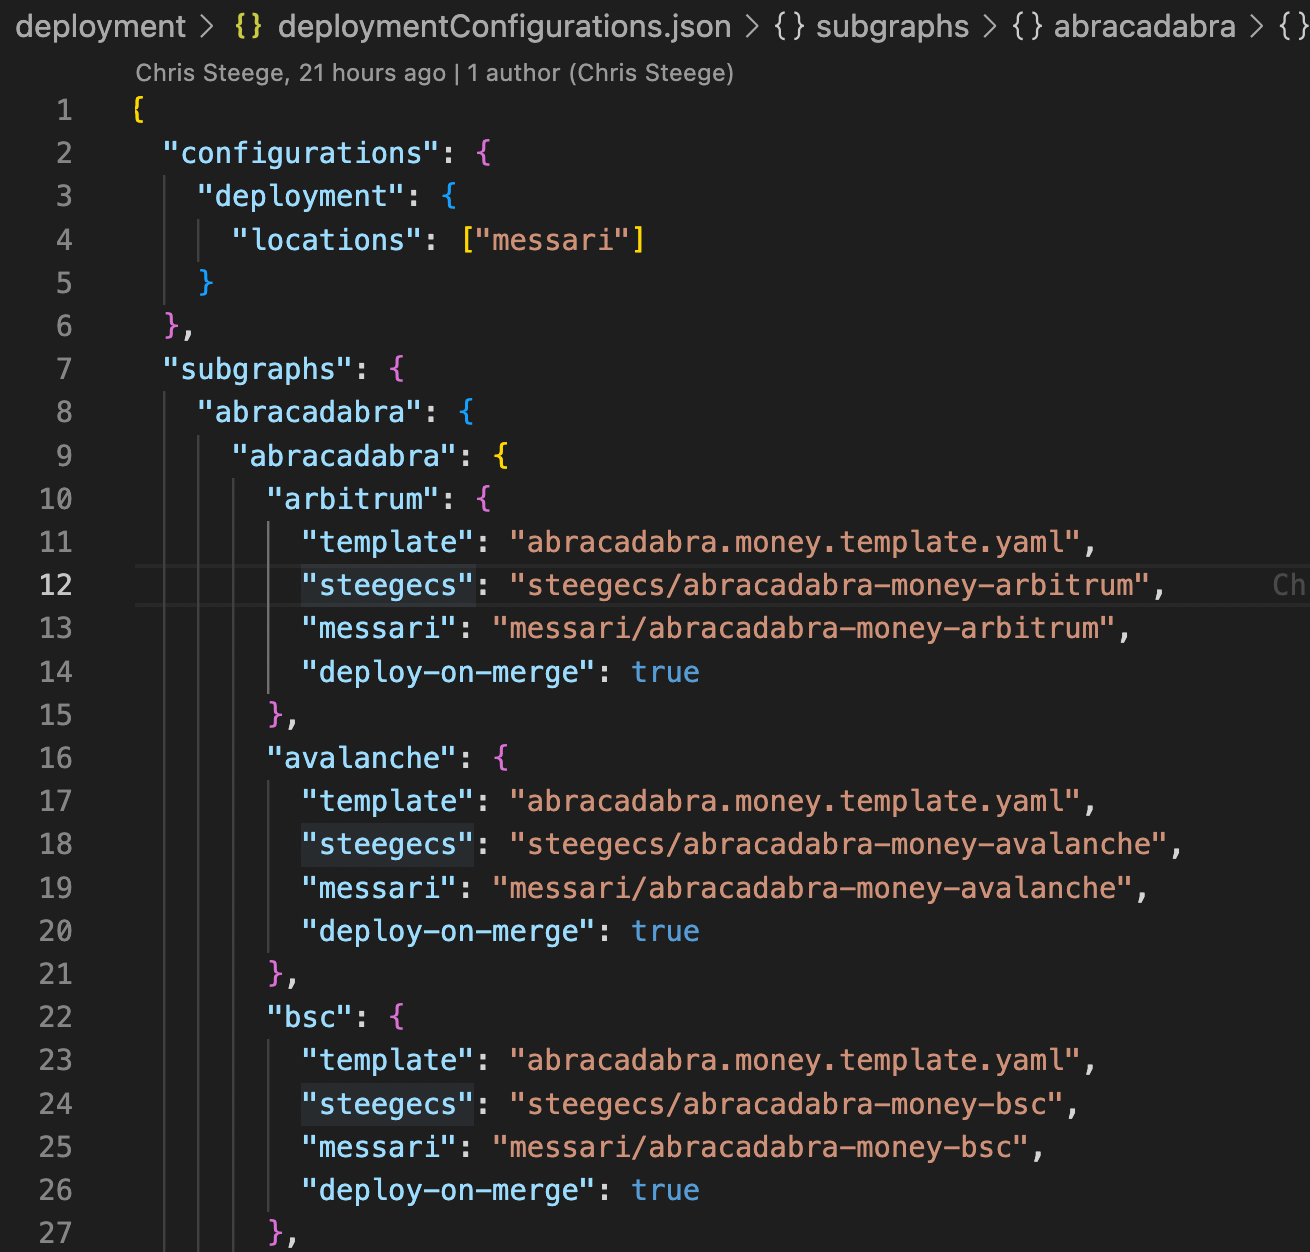 deployment > {} deploymentConfigurations.json > {} subgraphs > {} abracadabra > {}
Chris Steege, 21 hours ago | 1 author (Chris Steege)
1 {
2 "configurations": {
3 "deployment": {
4 "locations": ["messari"]
5 }
6 },
7 "subgraphs": {
8 "abracadabra": {
9 "abracadabra": {
10 "arbitrum": {
11 "template": "abracadabra.money.template.yaml",
12 "steegecs": "steegecs/abracadabra-money-arbitrum", Ch
13 "messari": "messari/abracadabra-money-arbitrum",
14 "deploy-on-merge": true
15 },
16 "avalanche": {
17 "template": "abracadabra.money.template.yaml",
18 "steegecs": "steegecs/abracadabra-money-avalanche",
19 "messari": "messari/abracadabra-money-avalanche",
20 "deploy-on-merge": true
21 },
22 "bsc": {
23 "template": "abracadabra.money.template.yaml",
24 "steegecs": "steegecs/abracadabra-money-bsc",
25 "messari": "messari/abracadabra-money-bsc",
26 "deploy-on-merge": true
27 },